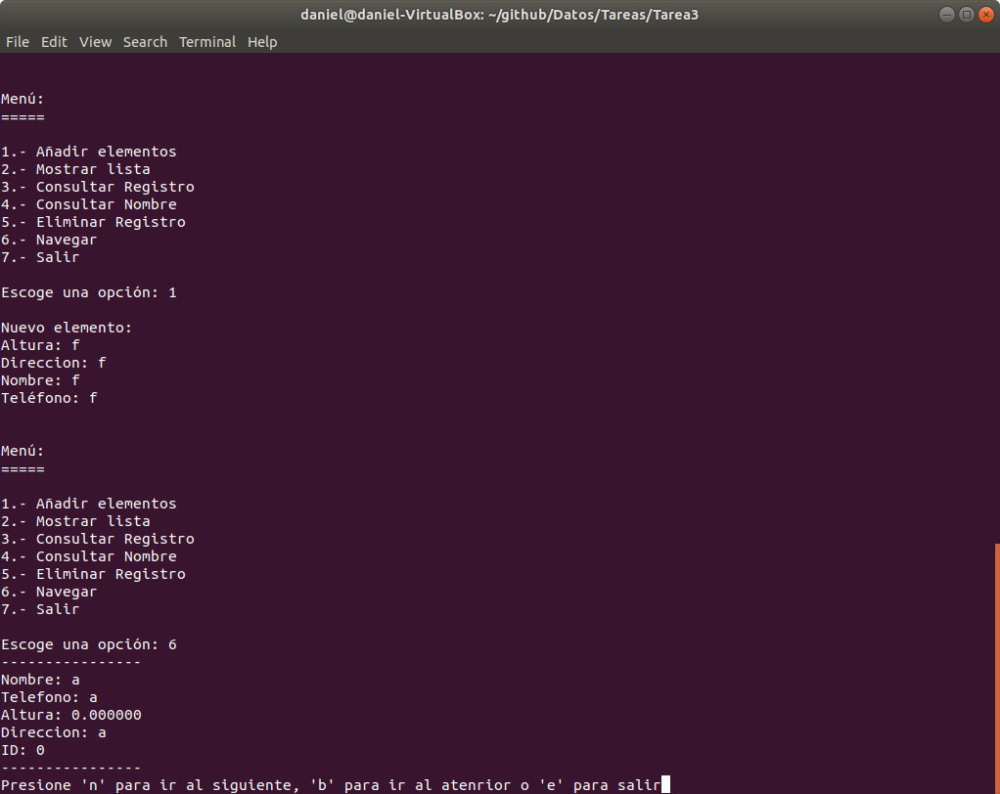 daniel@daniel-VirtualBox: ~/github/Datos/Tareas/Tarea3
File Edit View Search Terminal Help
Menú:
=====
1.- Añadir elementos
2.- Mostrar lista
3.- Consultar Registro
4.- Consultar Nombre
5.- Eliminar Registro
6.- Navegar
7.- Salir
Escoge una opción: 1
Nuevo elemento:
Altura: f
Direccion: f
Nombre: f
Teléfono: f
Menú:
=====
1.- Añadir elementos
2.- Mostrar lista
3.- Consultar Registro
4.- Consultar Nombre
5.- Eliminar Registro
6.- Navegar
7.- Salir
Escoge una opción: 6
----------------
Nombre: a
Telefono: a
Altura: 0.000000
Direccion: a
ID: 0
----------------
Presione 'n' para ir al siguiente, 'b' para ir al atenrior o 'e' para salir